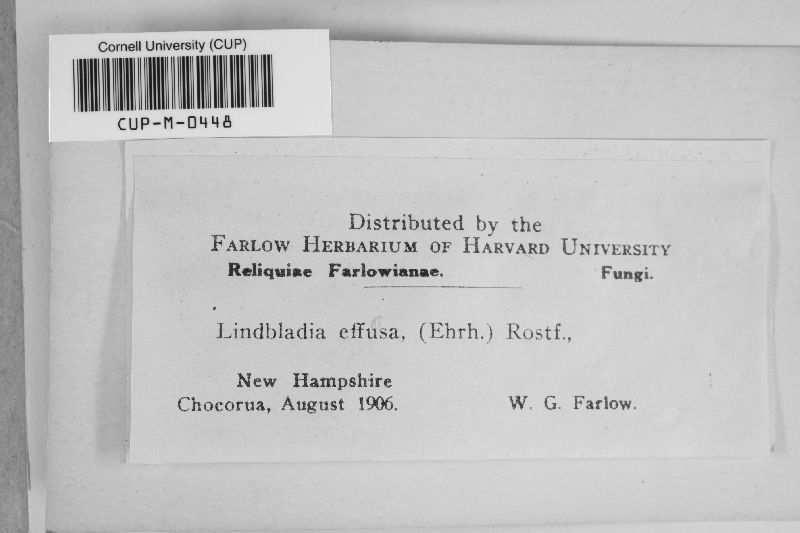 Cornell University (CUP)
CUP-M-0448
Distributed by the
FARLOW HERBARIUM OF HARVARD UNIVERSITY
Reliquiae Farlowianae. Fungi.
Lindbladia effusa, (Ehrh.) Rostf.,
New Hampshire
Chocorua, August 1906. W. G. Farlow.